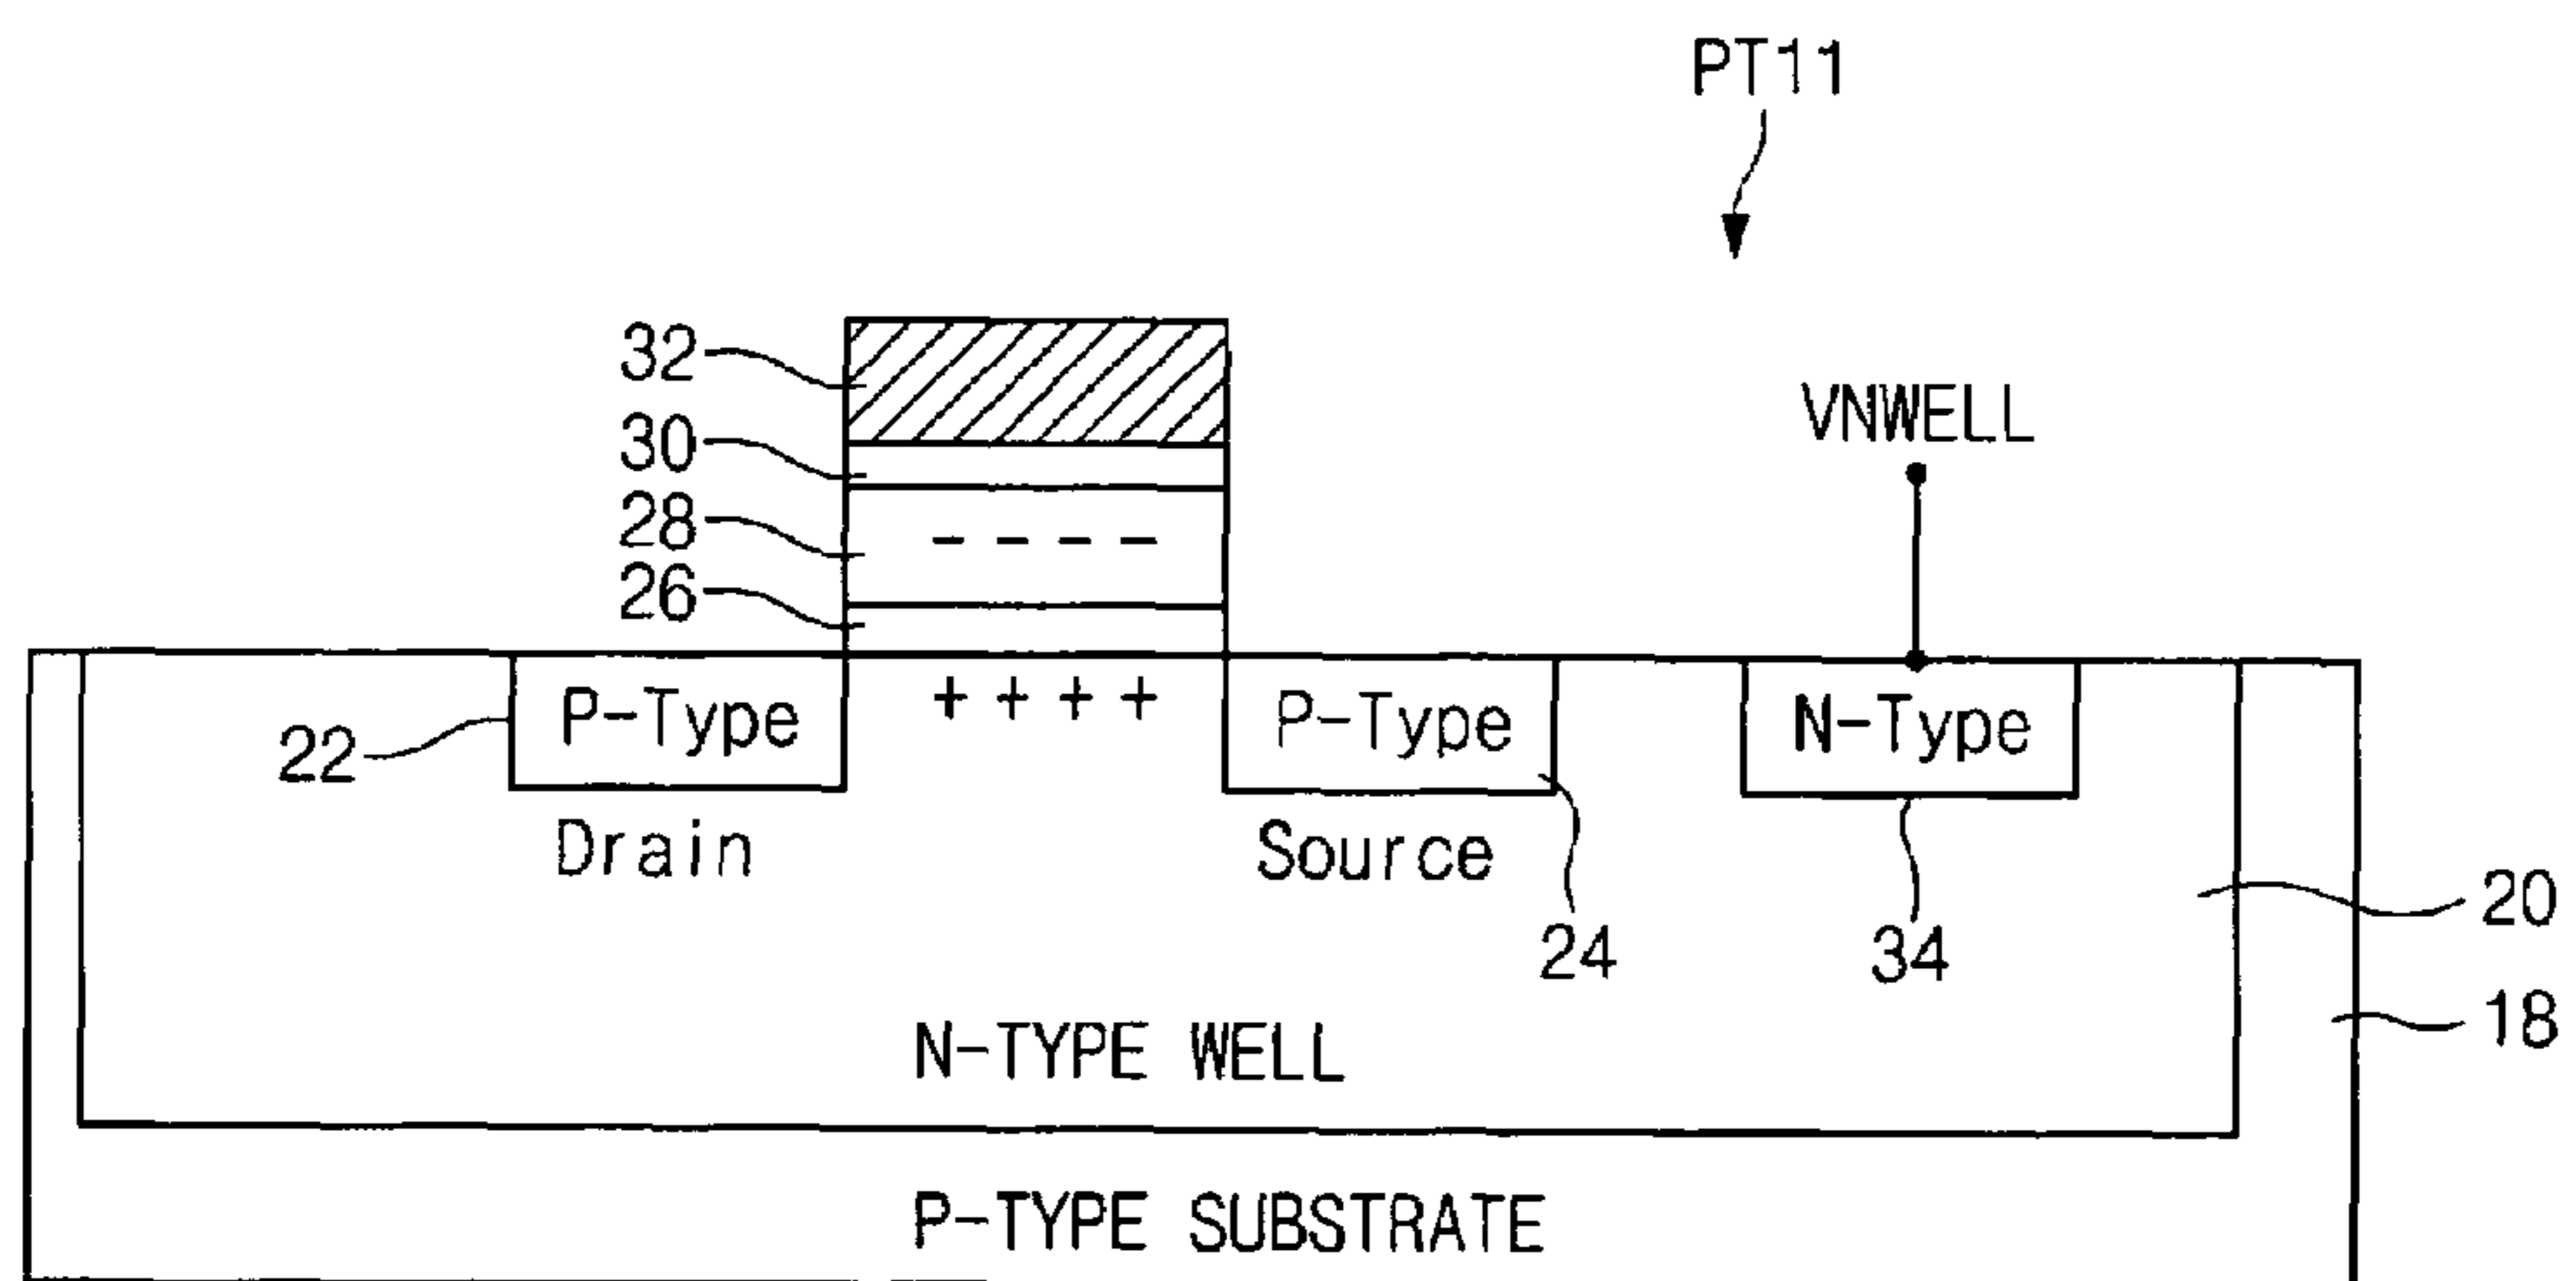 PT11
32
30
VNWELL
28
- - - -
26
22
P-Type
+ + + +
P-Type
N-Type
Drain
Source
24
34
20
18
N-TYPE WELL
P-TYPE SUBSTRATE